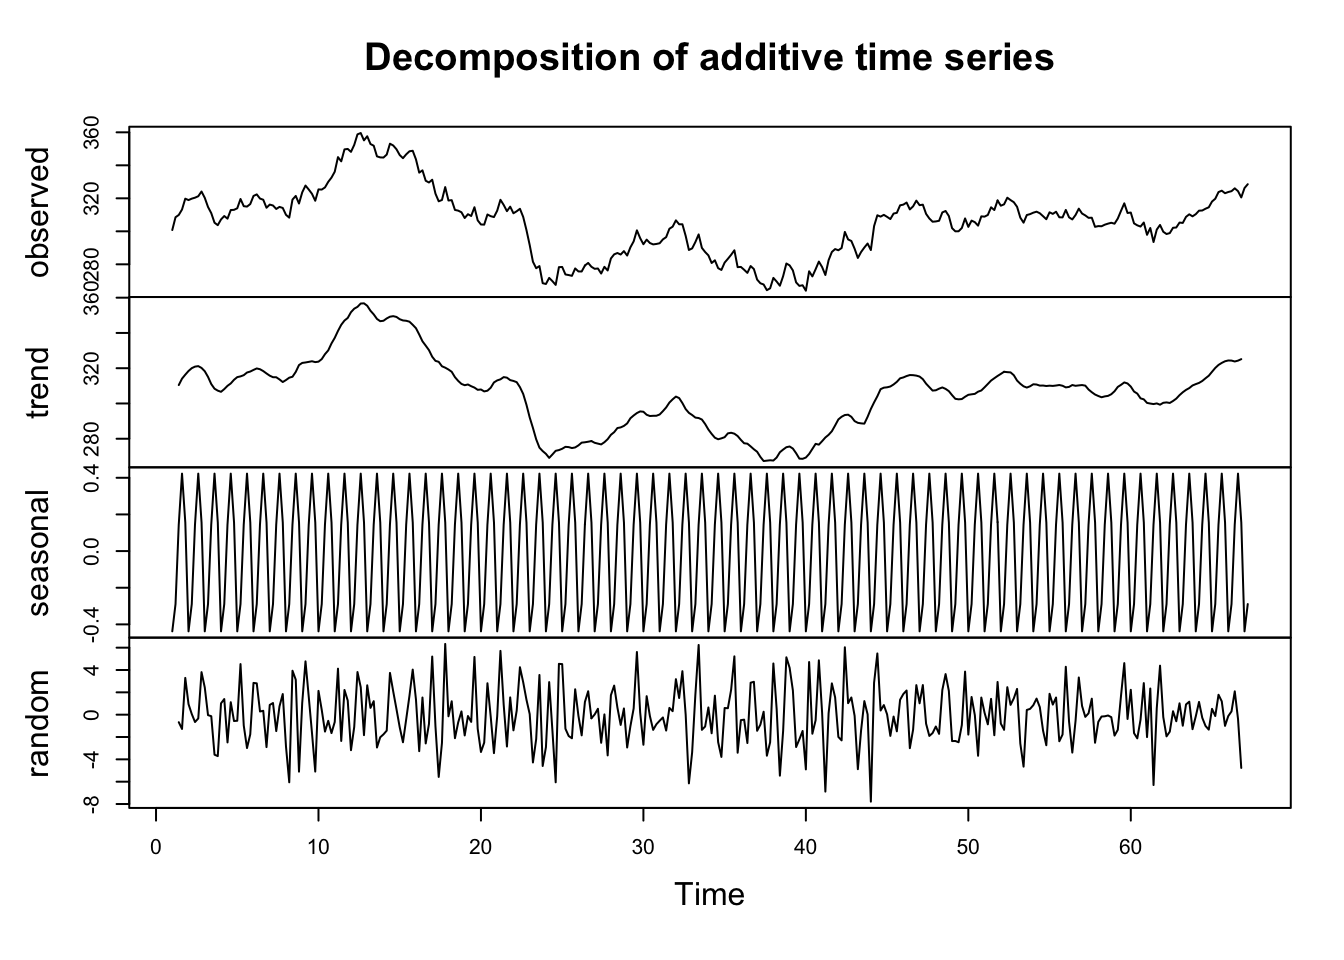 Decomposition of additive time series
observed
280 320 360
trend
280 320 360
seasonal
-0.4 0.0 0.4
random
-8 -4 0 4
0 10 20 30 40 50 60
Time